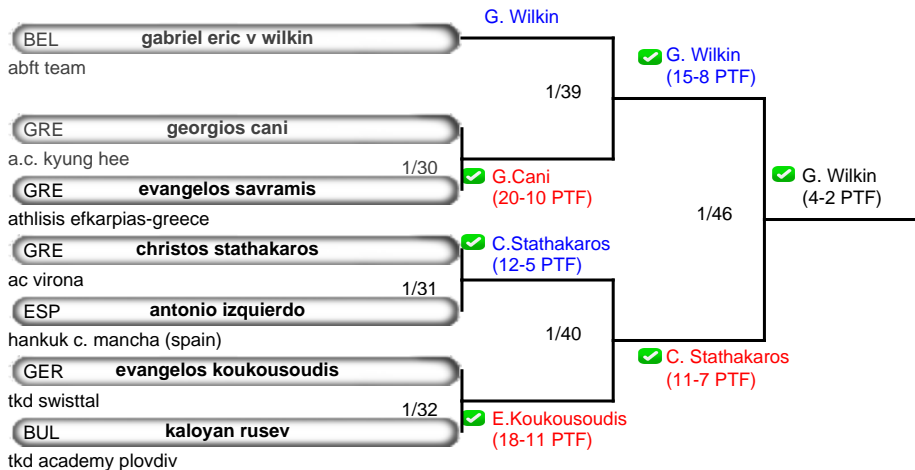 G. Wilkin
BEL gabriel eric v wilkin
abft team
G. Wilkin
(15-8 PTF)
1/39
GRE georgios cani
a.c. kyung hee
1/30
G.Cani
(20-10 PTF)
GRE evangelos savramis
athlisis efkarpias-greece
G. Wilkin
(4-2 PTF)
1/46
GRE christos stathakaros
ac virona
C.Stathakaros
(12-5 PTF)
1/31
ESP antonio izquierdo
hankuk c. mancha (spain)
1/40
C. Stathakaros
(11-7 PTF)
GER evangelos koukousoudis
tkd swisttal
1/32
E.Koukousoudis
(18-11 PTF)
BUL kaloyan rusev
tkd academy plovdiv